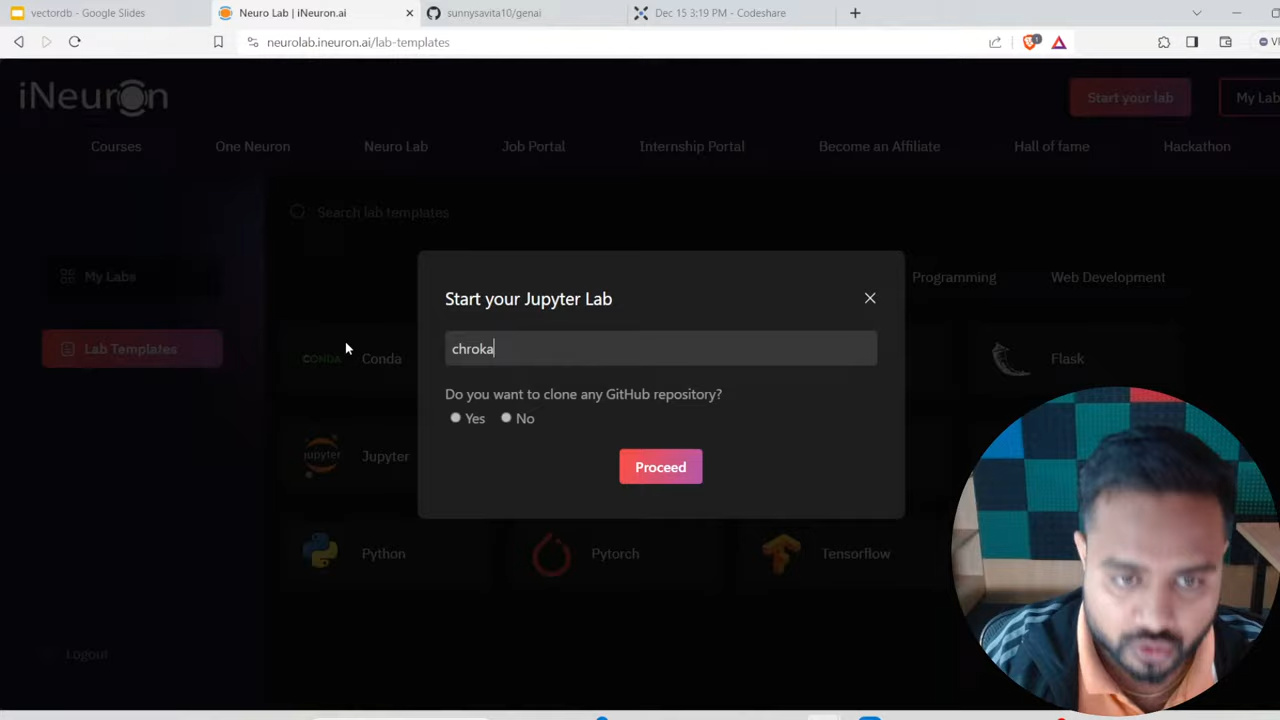 vectordb - Google Slides
Neuro Lab | iNeuron.ai
sunnysavita10/genai
Dec 15 3:19 PM - Codeshare
neurolab.ineuron.ai/lab-templates
iNeuron
Start your lab
My Lab
Courses
One Neuron
Neuro Lab
Job Portal
Internship Portal
Become an Affiliate
Hall of fame
Hackathon
Search lab templates
My Labs
Lab Templates
Logout
Programming
Web Development
CONDA
Conda
Flask
jupyter
Jupyter
Python
Pytorch
Tensorflow
Start your Jupyter Lab
chroka
Do you want to clone any GitHub repository?
Yes
No
Proceed